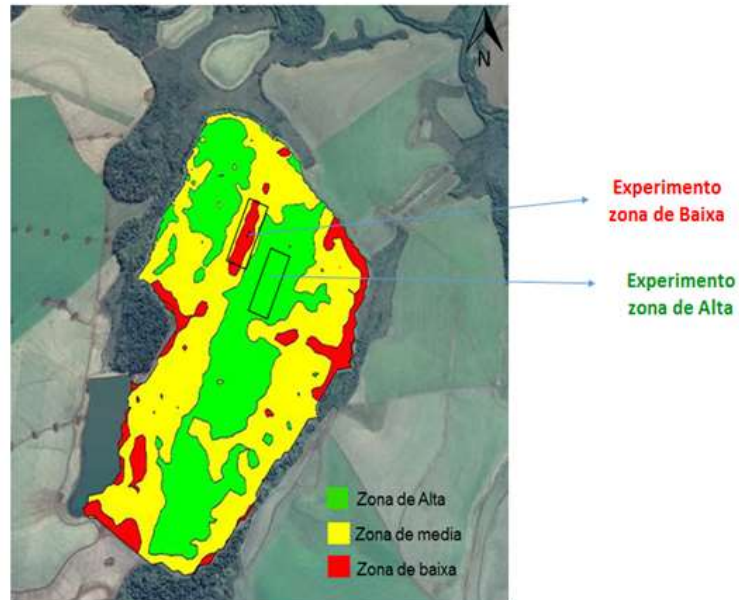 N
Experimento
zona de Baixa
Experimento
zona de Alta
Zona de Alta
Zona de media
Zona de baixa